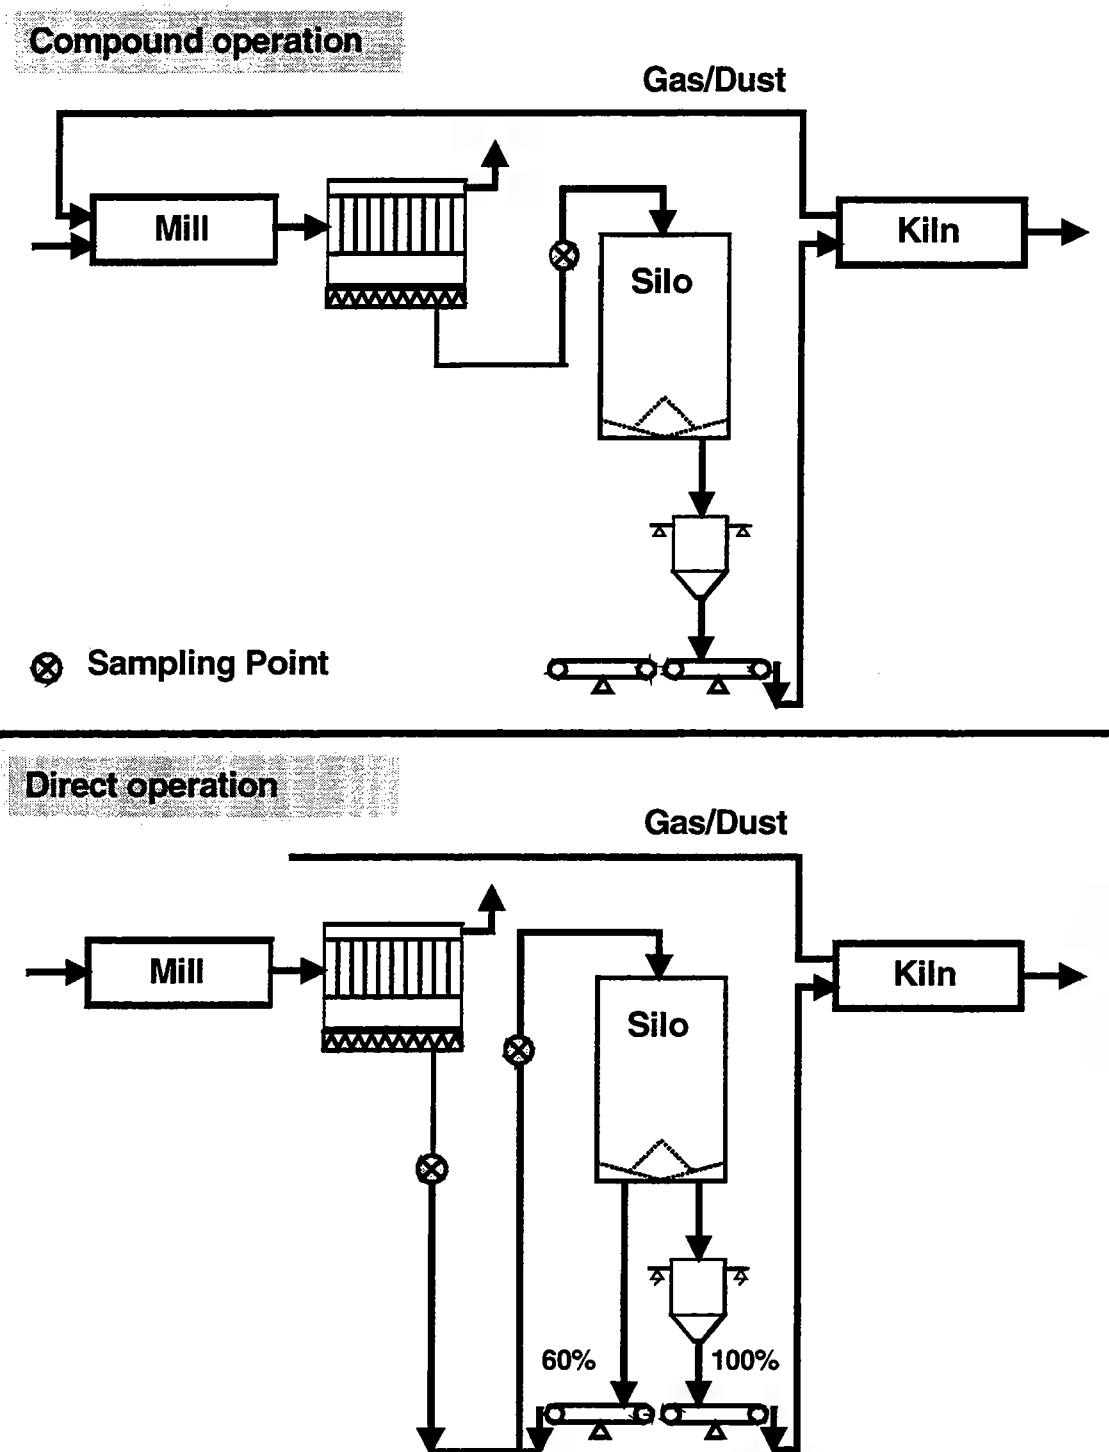 Compound operation
Gas/Dust
Mill
Kiln
Silo
Sampling Point
Direct operation
Gas/Dust
Mill
Kiln
Silo
60%
100%